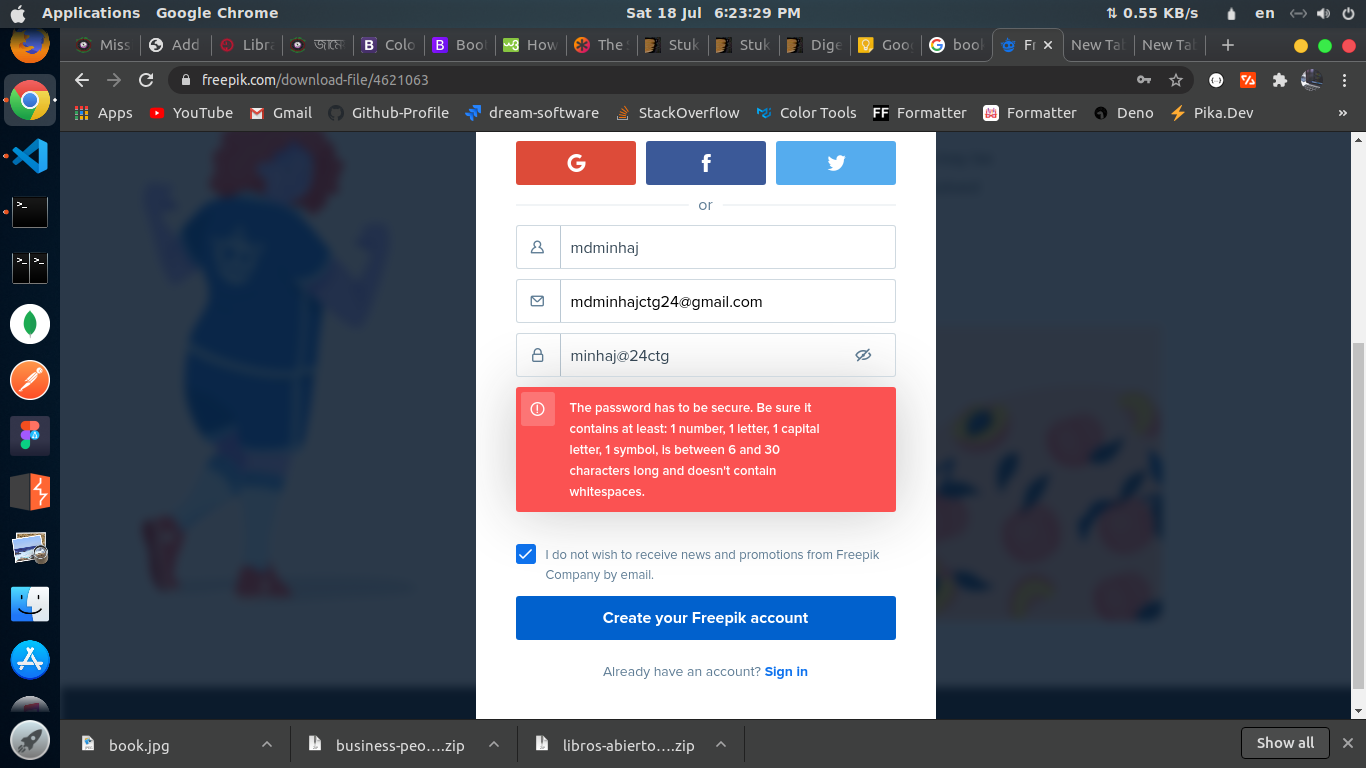 Applications Google Chrome Sat 18 Jul 6:23:29 PM 0.55 KB/s en
Miss Add Libra জামে Colo Boo How The Stuk Stuk Dige Goo book Fr New Tab New Tab
freepik.com/download-file/4621063
Apps YouTube Gmail Github-Profile dream-software StackOverflow Color Tools FF Formatter Formatter Deno Pika.Dev »
G f
or
mdminhaj
mdminhajctg24@gmail.com
minhaj@24ctg
The password has to be secure. Be sure it
contains at least: 1 number, 1 letter, 1 capital
letter, 1 symbol, is between 6 and 30
characters long and doesn't contain
whitespaces.
I do not wish to receive news and promotions from Freepik
Company by email.
Create your Freepik account
Already have an account? Sign in
book.jpg business-peo....zip libros-abierto....zip Show all